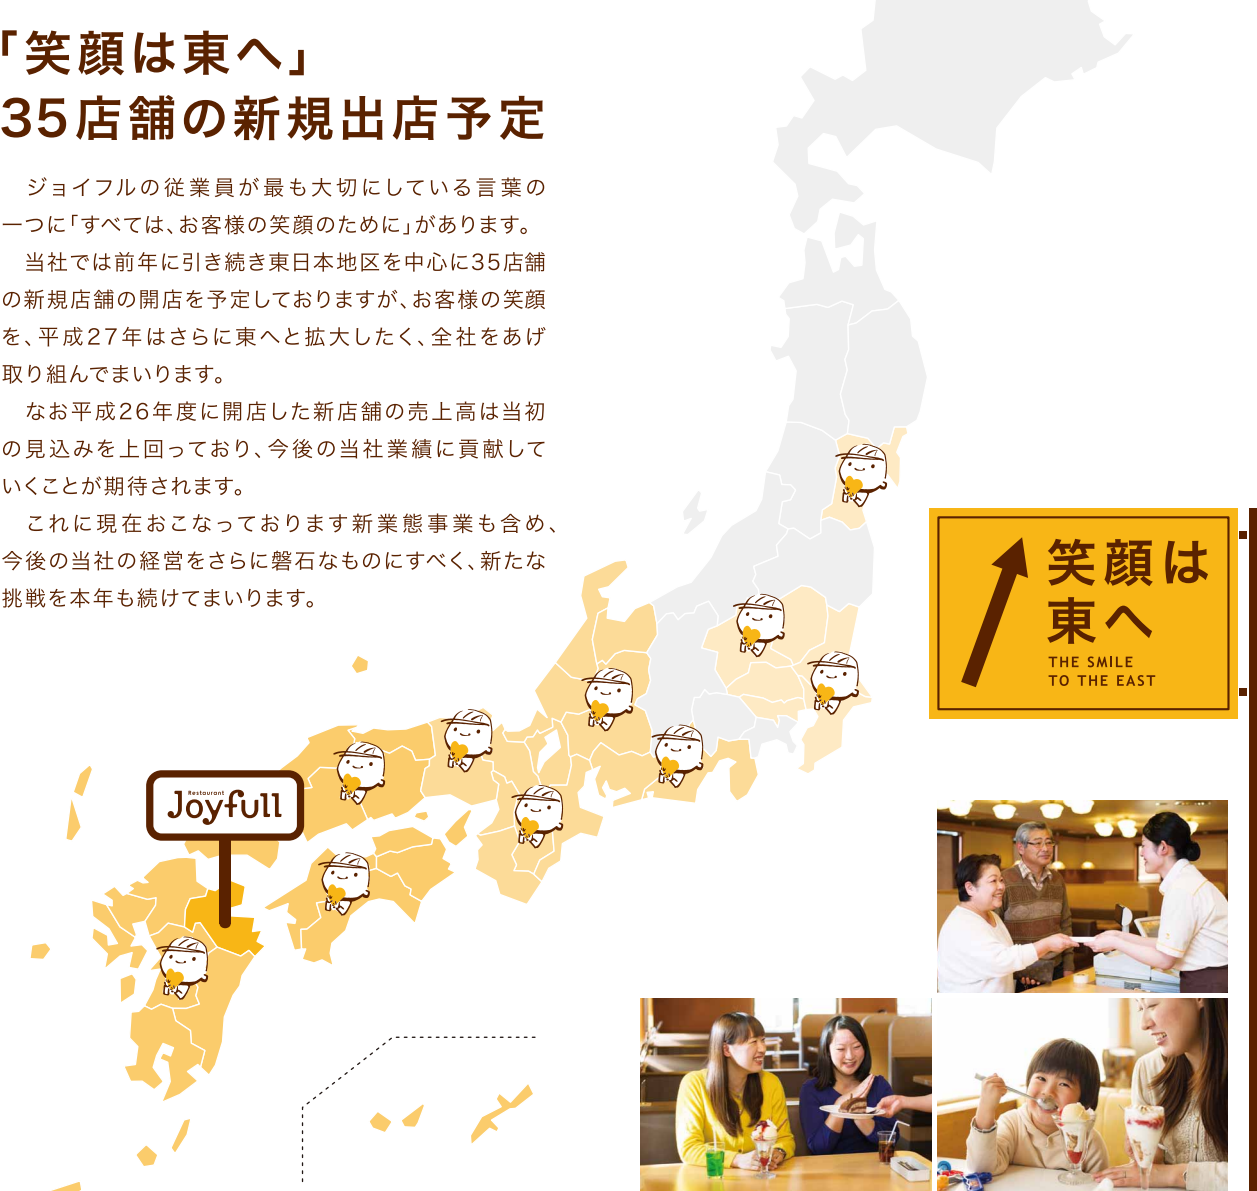 「笑顔は東へ」
35店舗の新規出店予定
ジョイフルの従業員が最も大切にしている言葉の
一つに「すべては、お客様の笑顔のために」があります。
当社では前年に引き続き東日本地区を中心に35店舗
の新規店舗の開店を予定しておりますが、お客様の笑顔
を、平成27年はさらに東へと拡大したく、全社をあげ
取り組んでまいります。
なお平成26年度に開店した新店舗の売上高は当初
の見込みを上回っており、今後の当社業績に貢献して
いくことが期待されます。
これに現在おこなっております新業態事業も含め、
今後の当社の経営をさらに磐石なものにすべく、新たな
挑戦を本年も続けてまいります。
笑顔は
東へ
THE SMILE
TO THE EAST
Restaurant
Joyfull